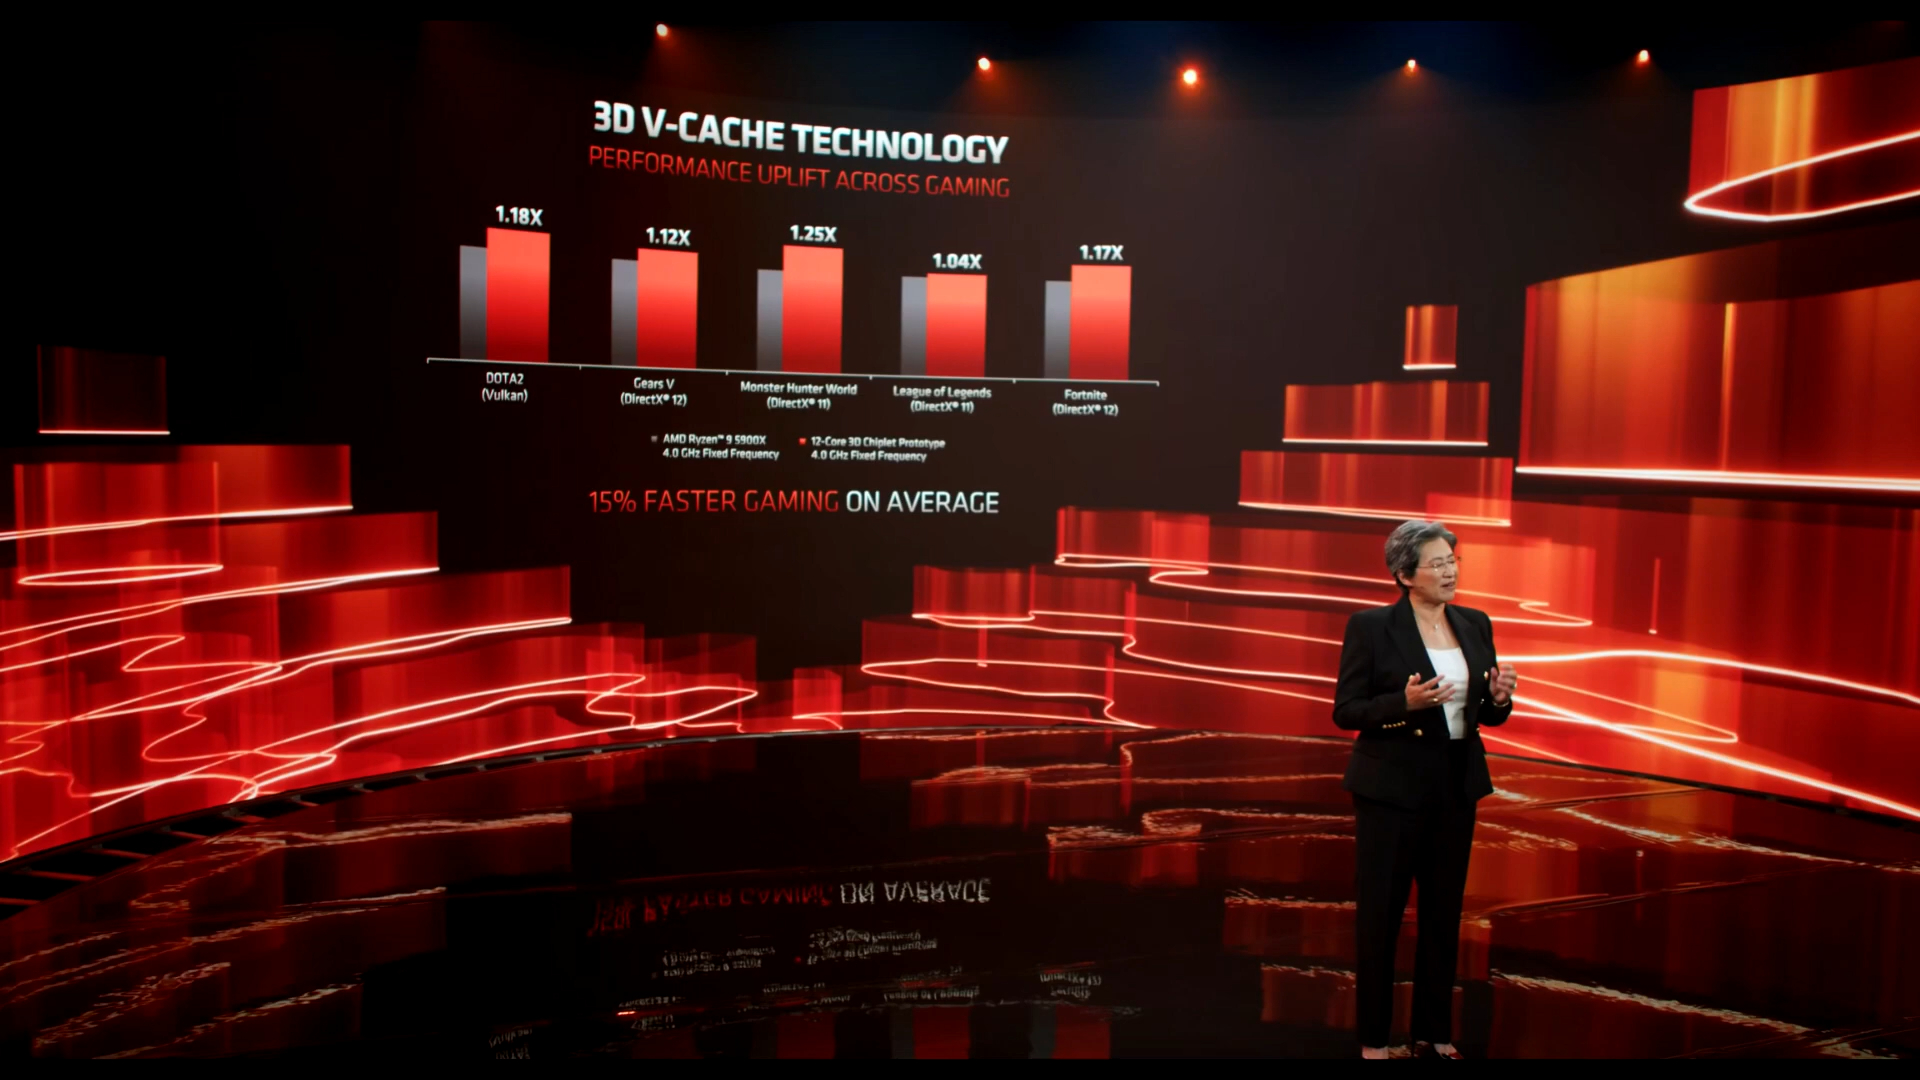 3D V-CACHE TECHNOLOGY
PERFORMANCE UPLIFT ACROSS GAMING
1.18X
1.12X
1.25X
1.04X
1.17X
DOTA2
(Vulkan)
Gears V
(DirectX® 12)
Monster Hunter World
(DirectX® 11)
League of Legends
(DirectX® 11)
Fortnite
(DirectX® 12)
AMD Ryzen™ 9 5900X
4.0 GHz Fixed Frequency
12-Core 3D Chiplet Prototype
4.0 GHz Fixed Frequency
15% FASTER GAMING ON AVERAGE